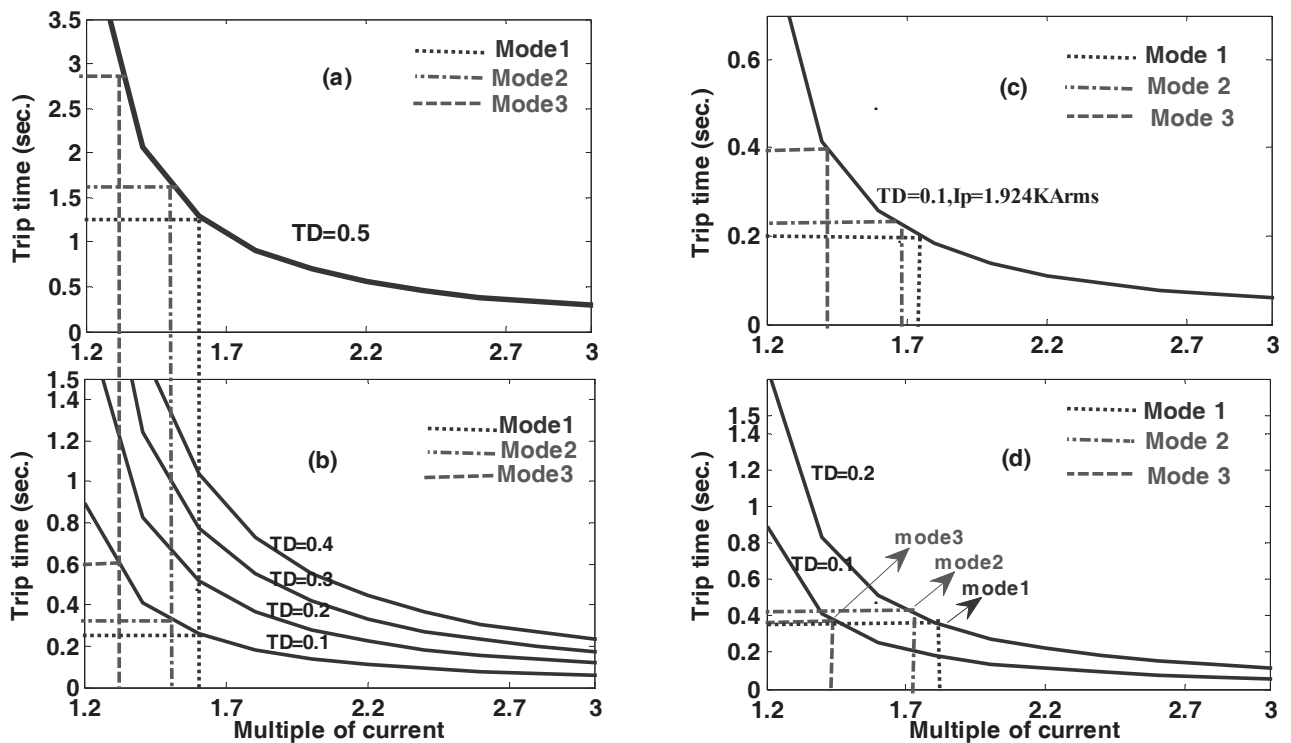 3.5
3
2.5
2
1.5
1
0.5
0
1.2
1.7
2.2
2.7
3
Trip time (sec.)
(a)
Mode1
Mode2
Mode3
TD=0.5
0.6
0.4
0.2
0
1.2
1.7
2.2
2.7
3
Trip time (sec.)
(c)
Mode 1
Mode 2
Mode 3
TD=0.1,Ip=1.924KArms
1.5
1.4
1.2
1
0.8
0.6
0.4
0.2
0
1.2
1.7
2.2
2.7
3
Trip time (sec.)
Multiple of current
(b)
Mode1
Mode2
Mode3
TD=0.4
TD=0.3
TD=0.2
TD=0.1
1.5
1.4
1.2
1
0.8
0.6
0.4
0.2
0
1.2
1.7
2.2
2.7
3
Trip time (sec.)
Multiple of current
(d)
Mode 1
Mode 2
Mode 3
TD=0.2
TD=0.1
mode3
mode2
mode1